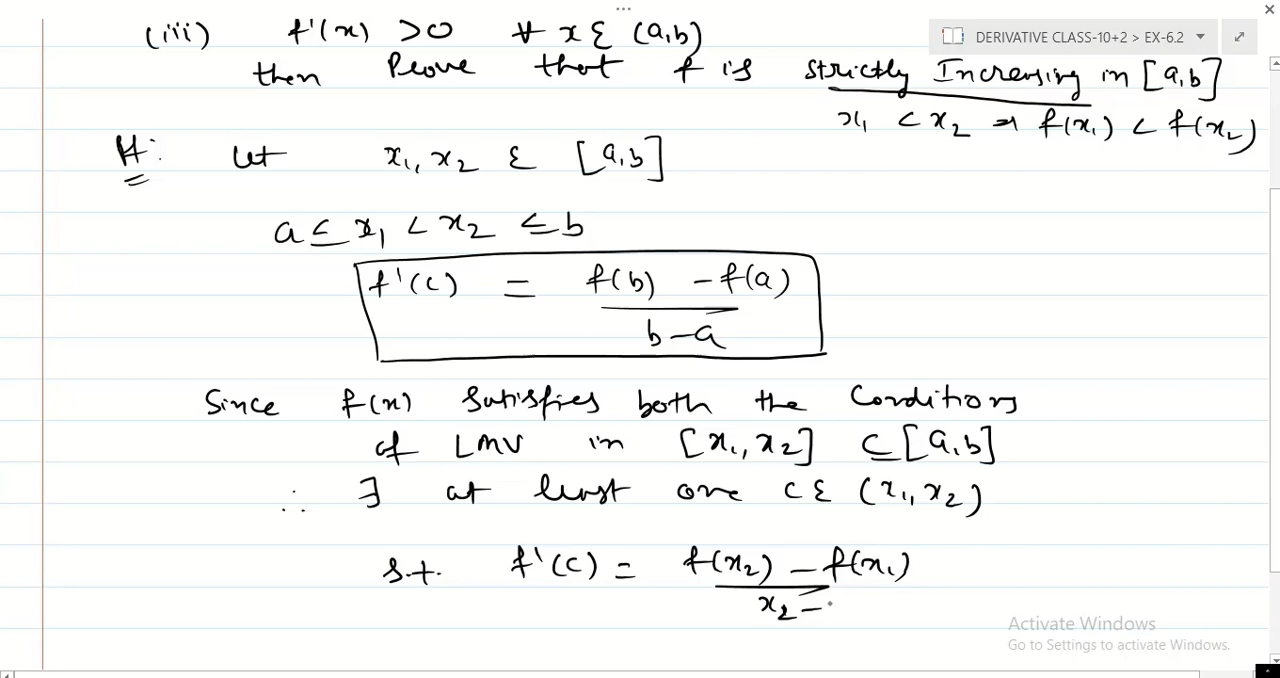 (iii) f'(x) >0 ∀ x ε (a,b)
DERIVATIVE CLASS-10+2 > EX-6.2
then Prove that f is strictly Increasing in [a,b]
x₁ < x₂ ⇒ f(x₁) < f(x₂)
Let x₁, x₂ ε [a,b]
a ≤ x₁ < x₂ ≤ b
f'(c) = f(b) - f(a)
b - a
Since f(x) satisfies both the Conditions
of LMV in [x₁, x₂] ⊆ [a,b]
∴ ∃ at least one c ε (x₁, x₂)
s.t. f'(c) = f(x₂) - f(x₁)
x₂ -
Activate Windows
Go to Settings to activate Windows.